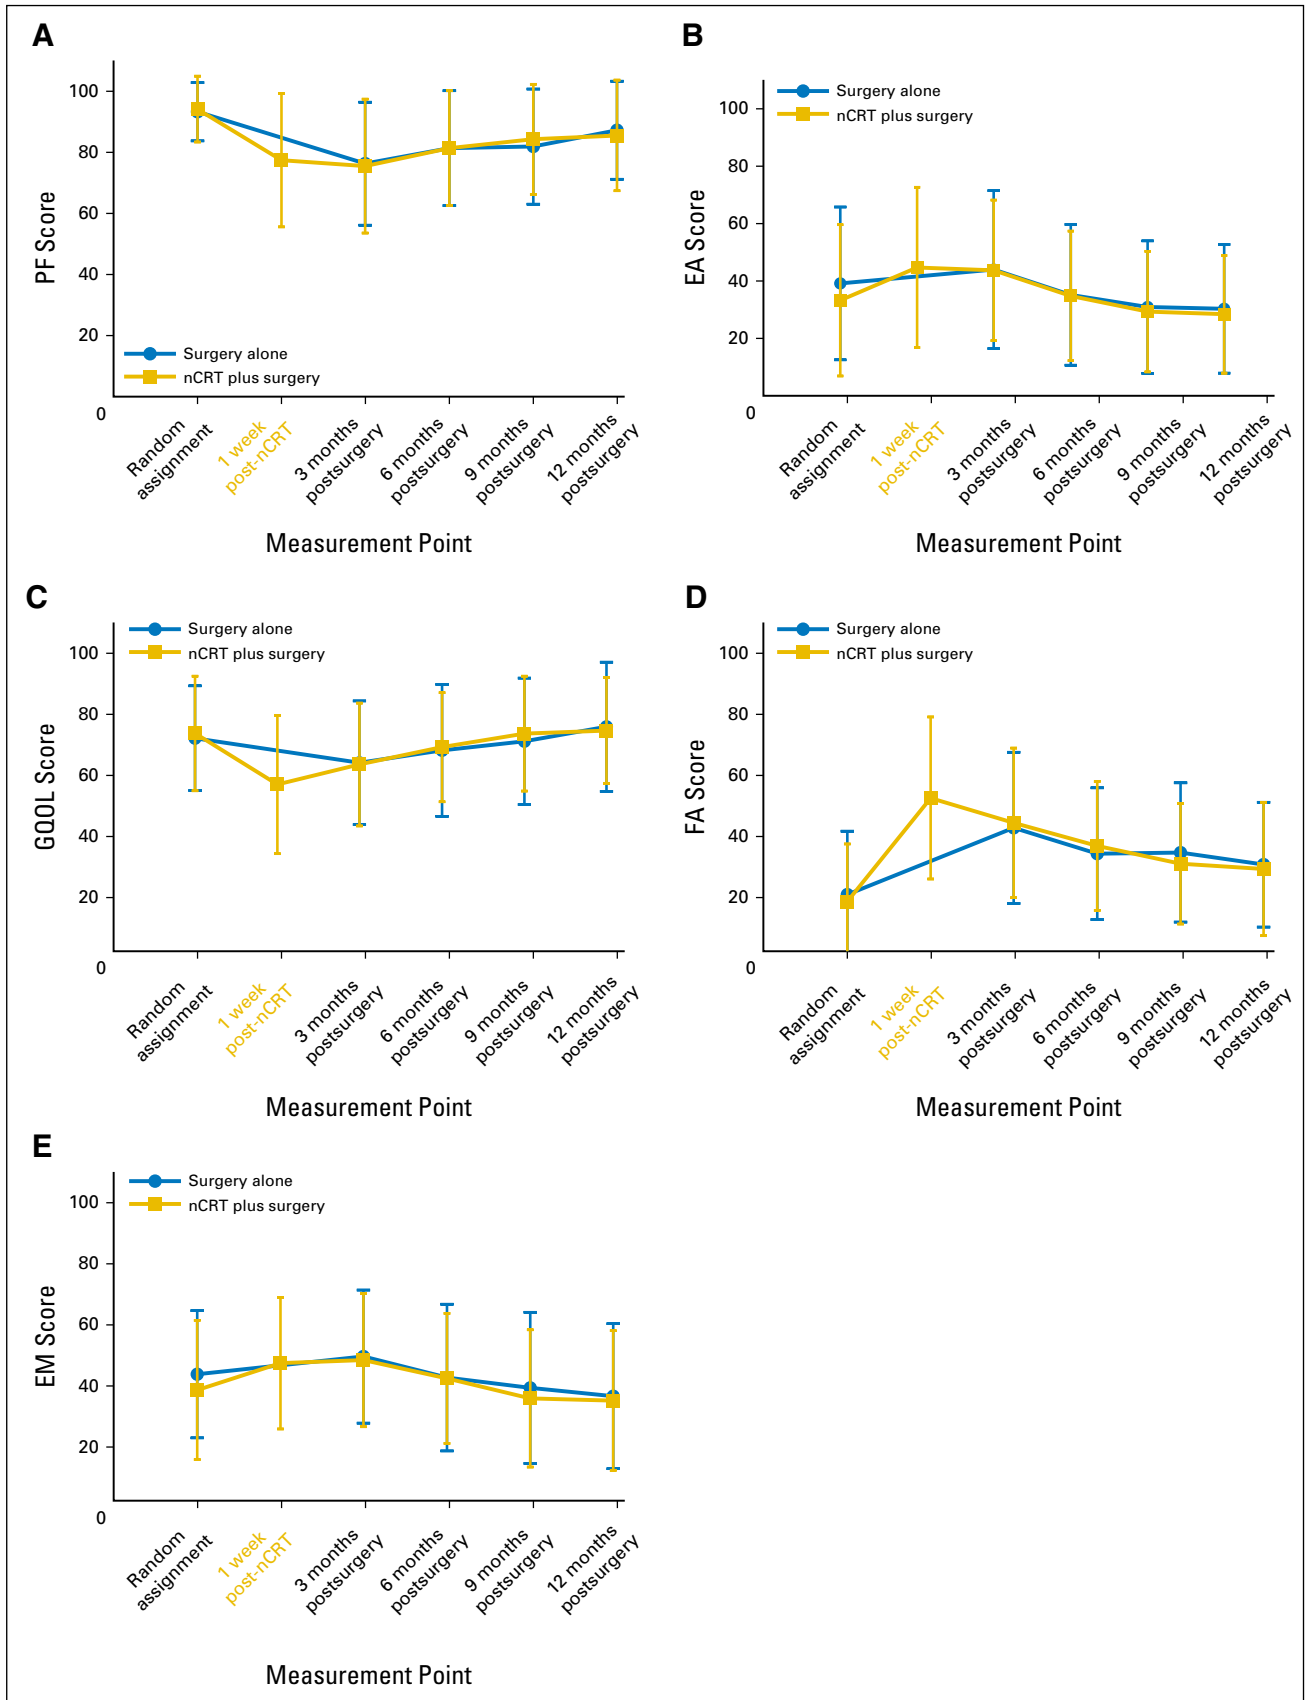 A
PF Score
100
80
60
40
20
0
Surgery alone
nCRT plus surgery
Random
assignment
1 week
post-nCRT
3 months
postsurgery
6 months
postsurgery
9 months
postsurgery
12 months
postsurgery
Measurement Point
B
EA Score
100
80
60
40
20
0
Surgery alone
nCRT plus surgery
Random
assignment
1 week
post-nCRT
3 months
postsurgery
6 months
postsurgery
9 months
postsurgery
12 months
postsurgery
Measurement Point
C
GQOL Score
100
80
60
40
20
0
Surgery alone
nCRT plus surgery
Random
assignment
1 week
post-nCRT
3 months
postsurgery
6 months
postsurgery
9 months
postsurgery
12 months
postsurgery
Measurement Point
D
FA Score
100
80
60
40
20
0
Surgery alone
nCRT plus surgery
Random
assignment
1 week
post-nCRT
3 months
postsurgery
6 months
postsurgery
9 months
postsurgery
12 months
postsurgery
Measurement Point
E
EM Score
100
80
60
40
20
0
Surgery alone
nCRT plus surgery
Random
assignment
1 week
post-nCRT
3 months
postsurgery
6 months
postsurgery
9 months
postsurgery
12 months
postsurgery
Measurement Point